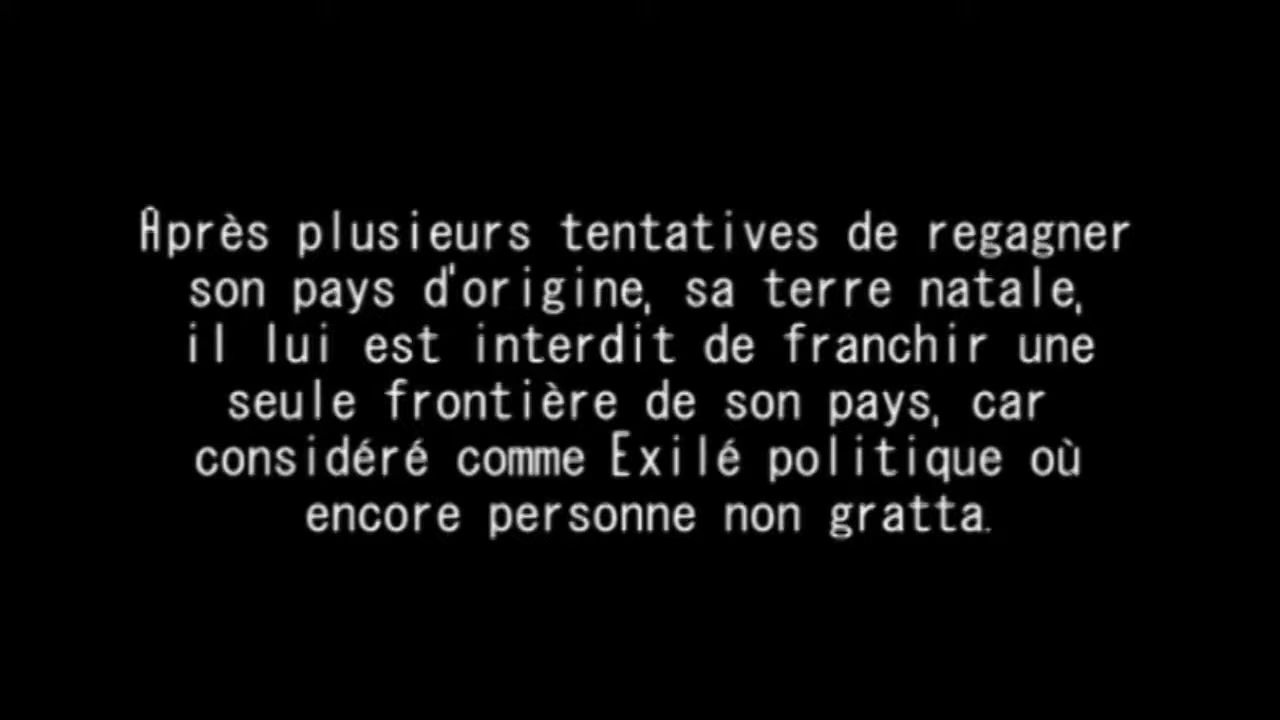 Après plusieurs tentatives de regagner
son pays d'origine, sa terre natale,
il lui est interdit de franchir une
seule frontière de son pays, car
considéré comme Exilé politique où
encore personne non gratta.